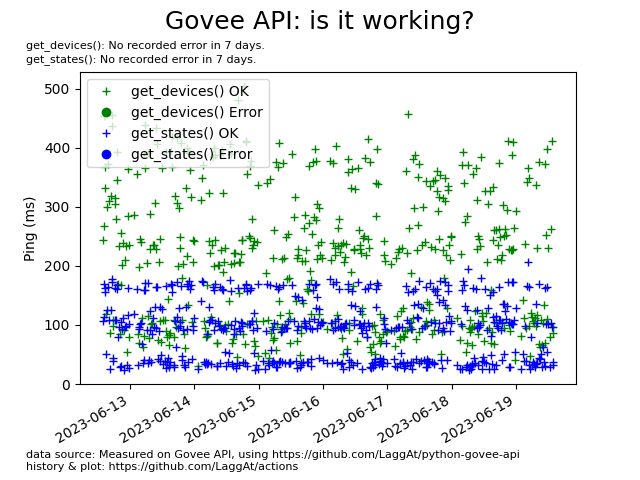 Govee API: is it working?
get_devices(): No recorded error in 7 days.
get_states(): No recorded error in 7 days.
get_devices() OK
get_devices() Error
get_states() OK
get_states() Error
Ping (ms)
500
400
300
200
100
0
2023-06-13
2023-06-14
2023-06-15
2023-06-16
2023-06-17
2023-06-18
2023-06-19
data source: Measured on Govee API, using https://github.com/LaggAt/python-govee-api
history & plot: https://github.com/LaggAt/actions